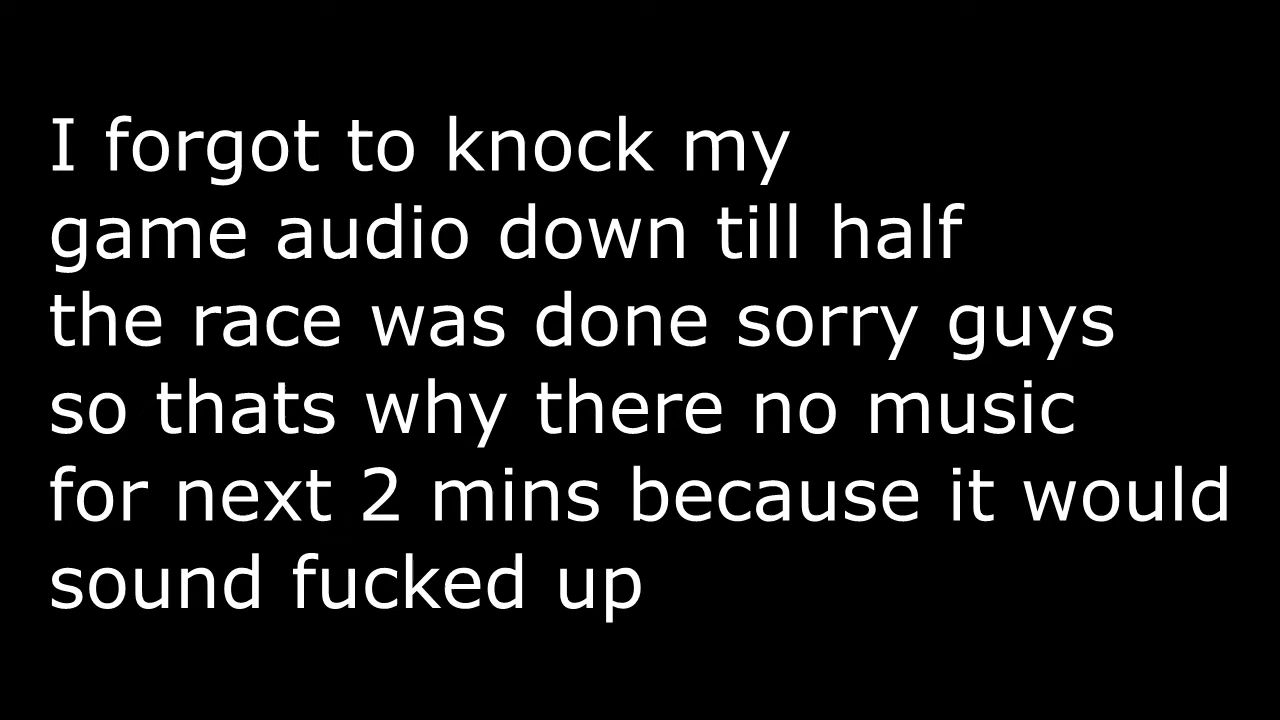 I forgot to knock my
game audio down till half
the race was done sorry guys
so thats why there no music
for next 2 mins because it would
sound fucked up